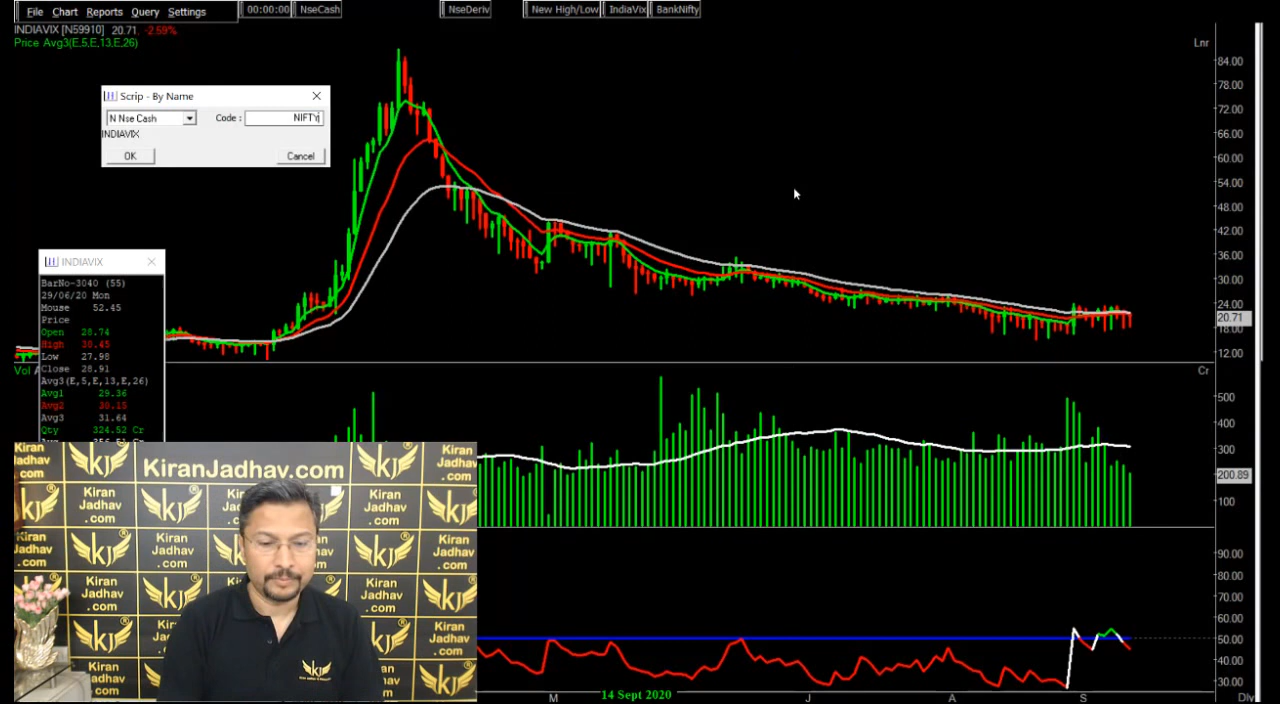 File Chart Reports Query Settings 00:00:00 NseCash NseDeriv New High/Low IndiaVix BankNifty
INDIAVIX [N59910] 20.71 -2.59%
Price Avg3(E,5,E,13,E,26)
Lnr
84.00
78.00
72.00
66.00
60.00
54.00
48.00
42.00
36.00
30.00
24.00
20.71
18.00
12.00
Scrip - By Name
N Nse Cash Code : NIFTY
INDIAVIX
OK Cancel
INDIAVIX
BarNo-3040 (55)
29/06/20 Mon
Mouse 52.45
Price
Open 28.74
High 30.45
Low 27.98
Close 28.91
Avg3(E,5,E,13,E,26)
Avg1 29.36
Avg2 30.15
Avg3 31.64
Qty 324.52 Cr
Vol
Cr
500
400
300
200.89
100
90.00
80.00
70.00
60.00
50.00
40.00
30.00
KiranJadhav.com
Kiran
Jadhav
.com
kj
M 14 Sept 2020 J A S Dly